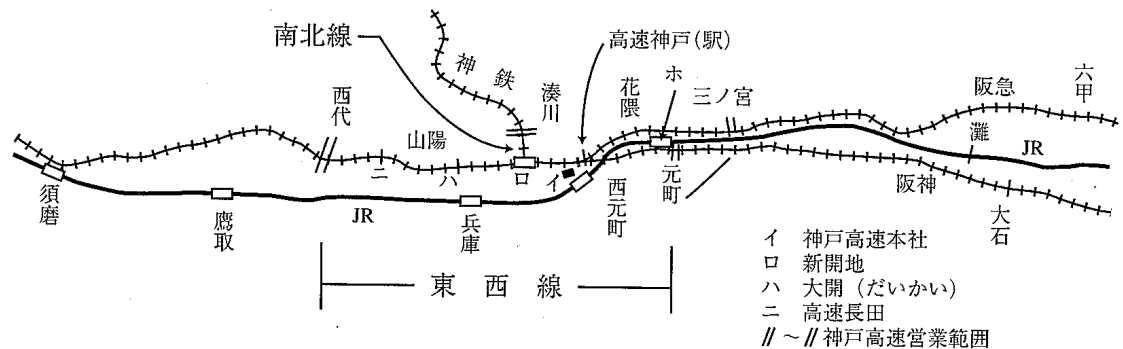 南北線
神鉄
湊川
高速神戸(駅)
花隈
ホ
三ノ宮
阪急
六甲
西代
山陽
ニ
ハ
ロ
イ
西元町
元町
灘
JR
阪神
大石
須磨
鷹取
JR
兵庫
東西線
イ 神戸高速本社
ロ 新開地
ハ 大開(だいかい)
ニ 高速長田
〃～〃神戸高速営業範囲